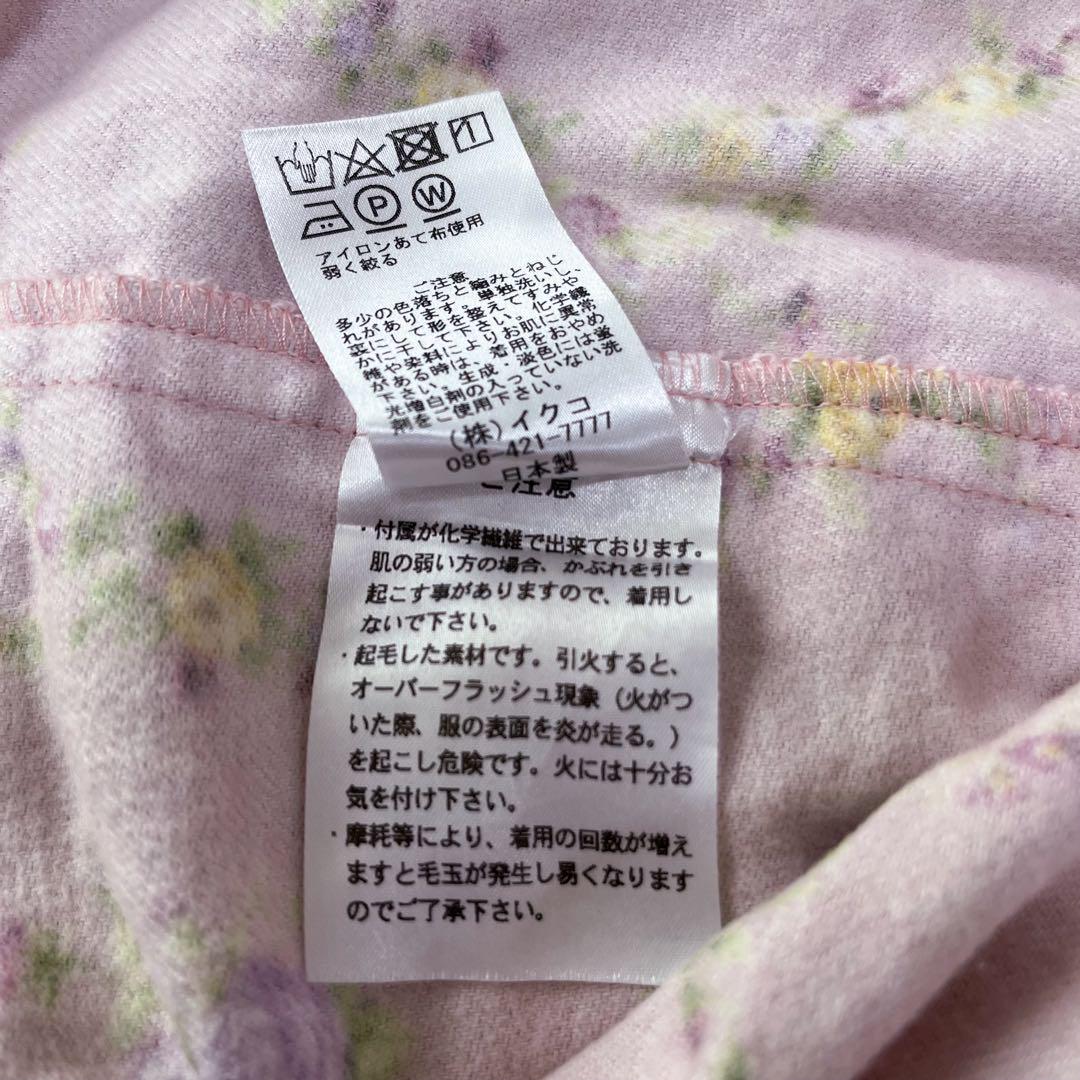 P W
アイロンあて布使用
弱く絞る
ご注意
多少の色落ちと縮みとねじ
れがあります。単独洗いし、
裏にして形を整えてすみや
かに干して下さい。化学繊
維や染料によりお肌に異常
がある時は、着用をおやめ
下さい。生成・淡色には蛍
光増白剤の入っていない洗
剤をご使用下さい。
(株)イクコ
086-421-7777
日本製
ご注意
・付属が化学繊維で出来ております。
肌の弱い方の場合、かぶれを引き
起こす事がありますので、着用し
ないで下さい。
・起毛した素材です。引火すると、
オーバーフラッシュ現象(火がつ
いた際、服の表面を炎が走る。)
を起こし危険です。火には十分お
気を付け下さい。
・摩耗等により、着用の回数が増え
ますと毛玉が発生し易くなります
のでご了承下さい。